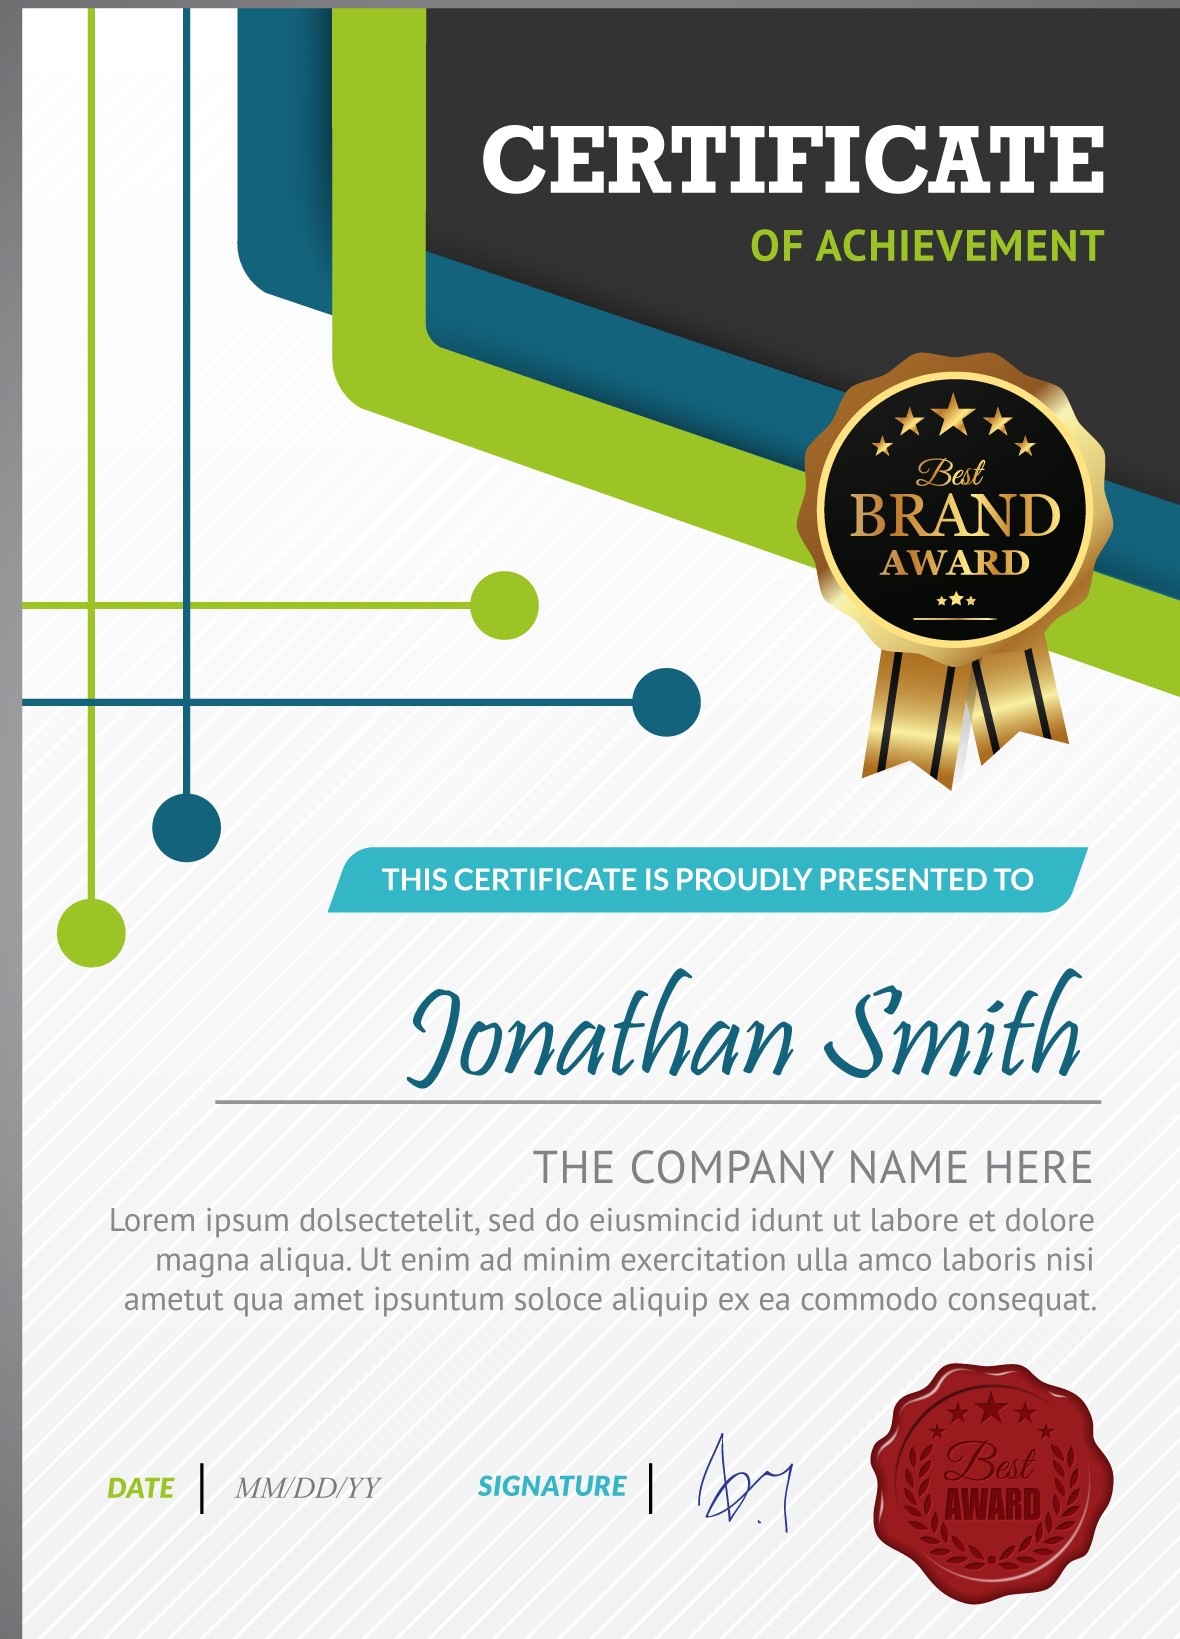 CERTIFICATE
OF ACHIEVEMENT
Best
BRAND
AWARD
THIS CERTIFICATE IS PROUDLY PRESENTED TO
Jonathan Smith
THE COMPANY NAME HERE
Lorem ipsum dolsectetelit, sed do eiusmincid idunt ut labore et dolore
magna aliqua. Ut enim ad minim exercitation ulla amco laboris nisi
ametut qua amet ipsuntum soloce aliquip ex ea commodo consequat.
DATE MM/DD/YY SIGNATURE
Best
AWARD